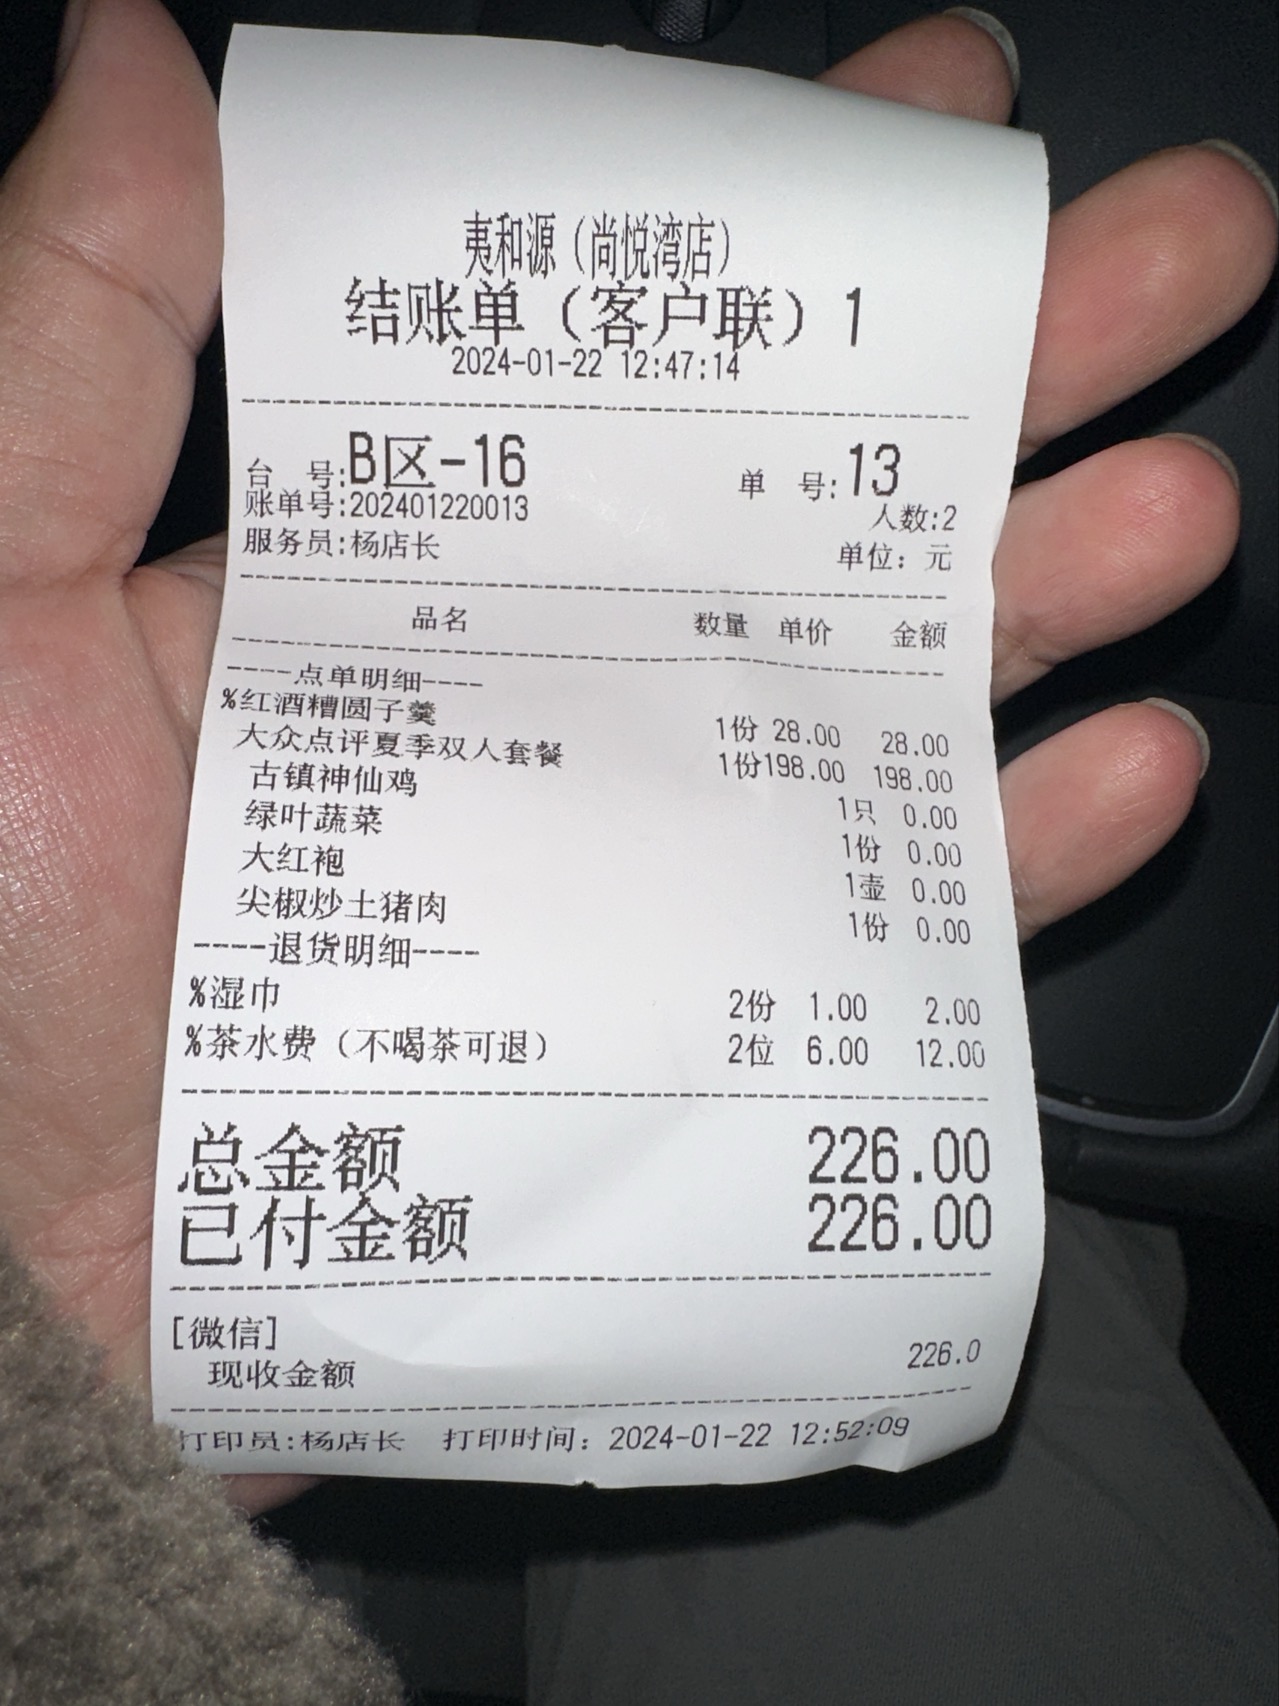 夷和源（尚悦湾店）
结账单（客户联）1
2024-01-22 12:47:14
台 号:B区-16 单 号:13
账单号:202401220013 人数:2
服务员:杨店长 单位：元
品名 数量 单价 金额
----点单明细----
%红酒糟圆子羹 1份 28.00 28.00
大众点评夏季双人套餐 1份198.00 198.00
古镇神仙鸡 1只 0.00
绿叶蔬菜 1份 0.00
大红袍 1壶 0.00
尖椒炒土猪肉 1份 0.00
----退货明细----
%湿巾 2份 1.00 2.00
%茶水费（不喝茶可退） 2位 6.00 12.00
总金额 226.00
已付金额 226.00
[微信]
现收金额 226.0
打印员:杨店长 打印时间：2024-01-22 12:52:09